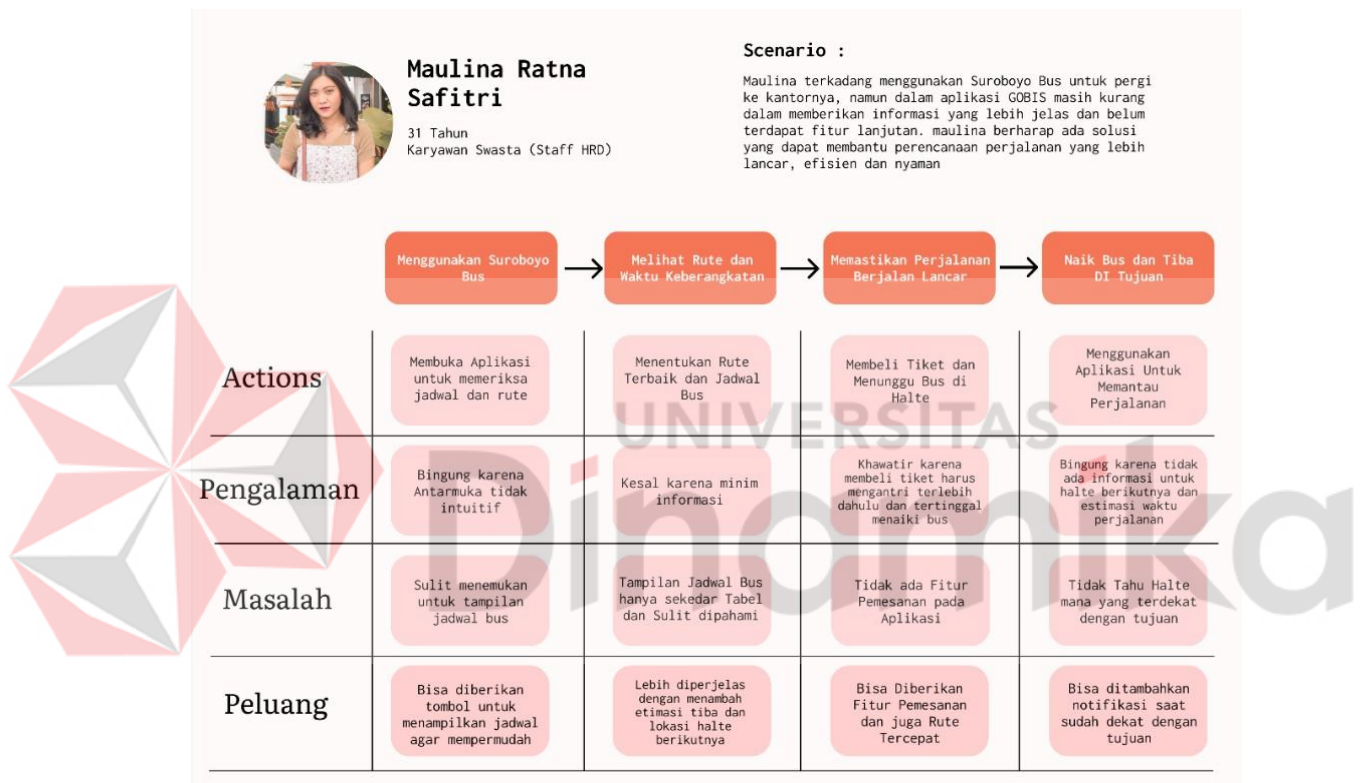 Maulina Ratna
Safitri
31 Tahun
Karyawan Swasta (Staff HRD)
Scenario :
Maulina terkadang menggunakan Suroboyo Bus untuk pergi
ke kantornya, namun dalam aplikasi GOBIS masih kurang
dalam memberikan informasi yang lebih jelas dan belum
terdapat fitur lanjutan. maulina berharap ada solusi
yang dapat membantu perencanaan perjalanan yang lebih
lancar, efisien dan nyaman
Menggunakan Suroboyo
Bus
Melihat Rute dan
Waktu Keberangkatan
Memastikan Perjalanan
Berjalan Lancar
Naik Bus dan Tiba
DI Tujuan
Actions
Membuka Aplikasi
untuk memeriksa
jadwal dan rute
Menentukan Rute
Terbaik dan Jadwal
Bus
Membeli Tiket dan
Menunggu Bus di
Halte
Menggunakan
Aplikasi Untuk
Memantau
Perjalanan
Pengalaman
Bingung karena
Antarmuka tidak
intuitif
Kesal karena minim
informasi
Khawatir karena
membeli tiket harus
mengantri terlebih
dahulu dan tertinggal
menaiki bus
Bingung karena tidak
ada informasi untuk
halte berikutnya dan
estimasi waktu
perjalanan
Masalah
Sulit menemukan
untuk tampilan
jadwal bus
Tampilan Jadwal Bus
hanya sekedar Tabel
dan Sulit dipahami
Tidak ada Fitur
Pemesanan pada
Aplikasi
Tidak Tahu Halte
mana yang terdekat
dengan tujuan
Peluang
Bisa diberikan
tombol untuk
menampilkan jadwal
agar mempermudah
Lebih diperjelas
dengan menambah
etimasi tiba dan
lokasi halte
berikutnya
Bisa Diberikan
Fitur Pemesanan
dan juga Rute
Tercepat
Bisa ditambahkan
notifikasi saat
sudah dekat dengan
tujuan
UNIVERSITAS
Dinamika